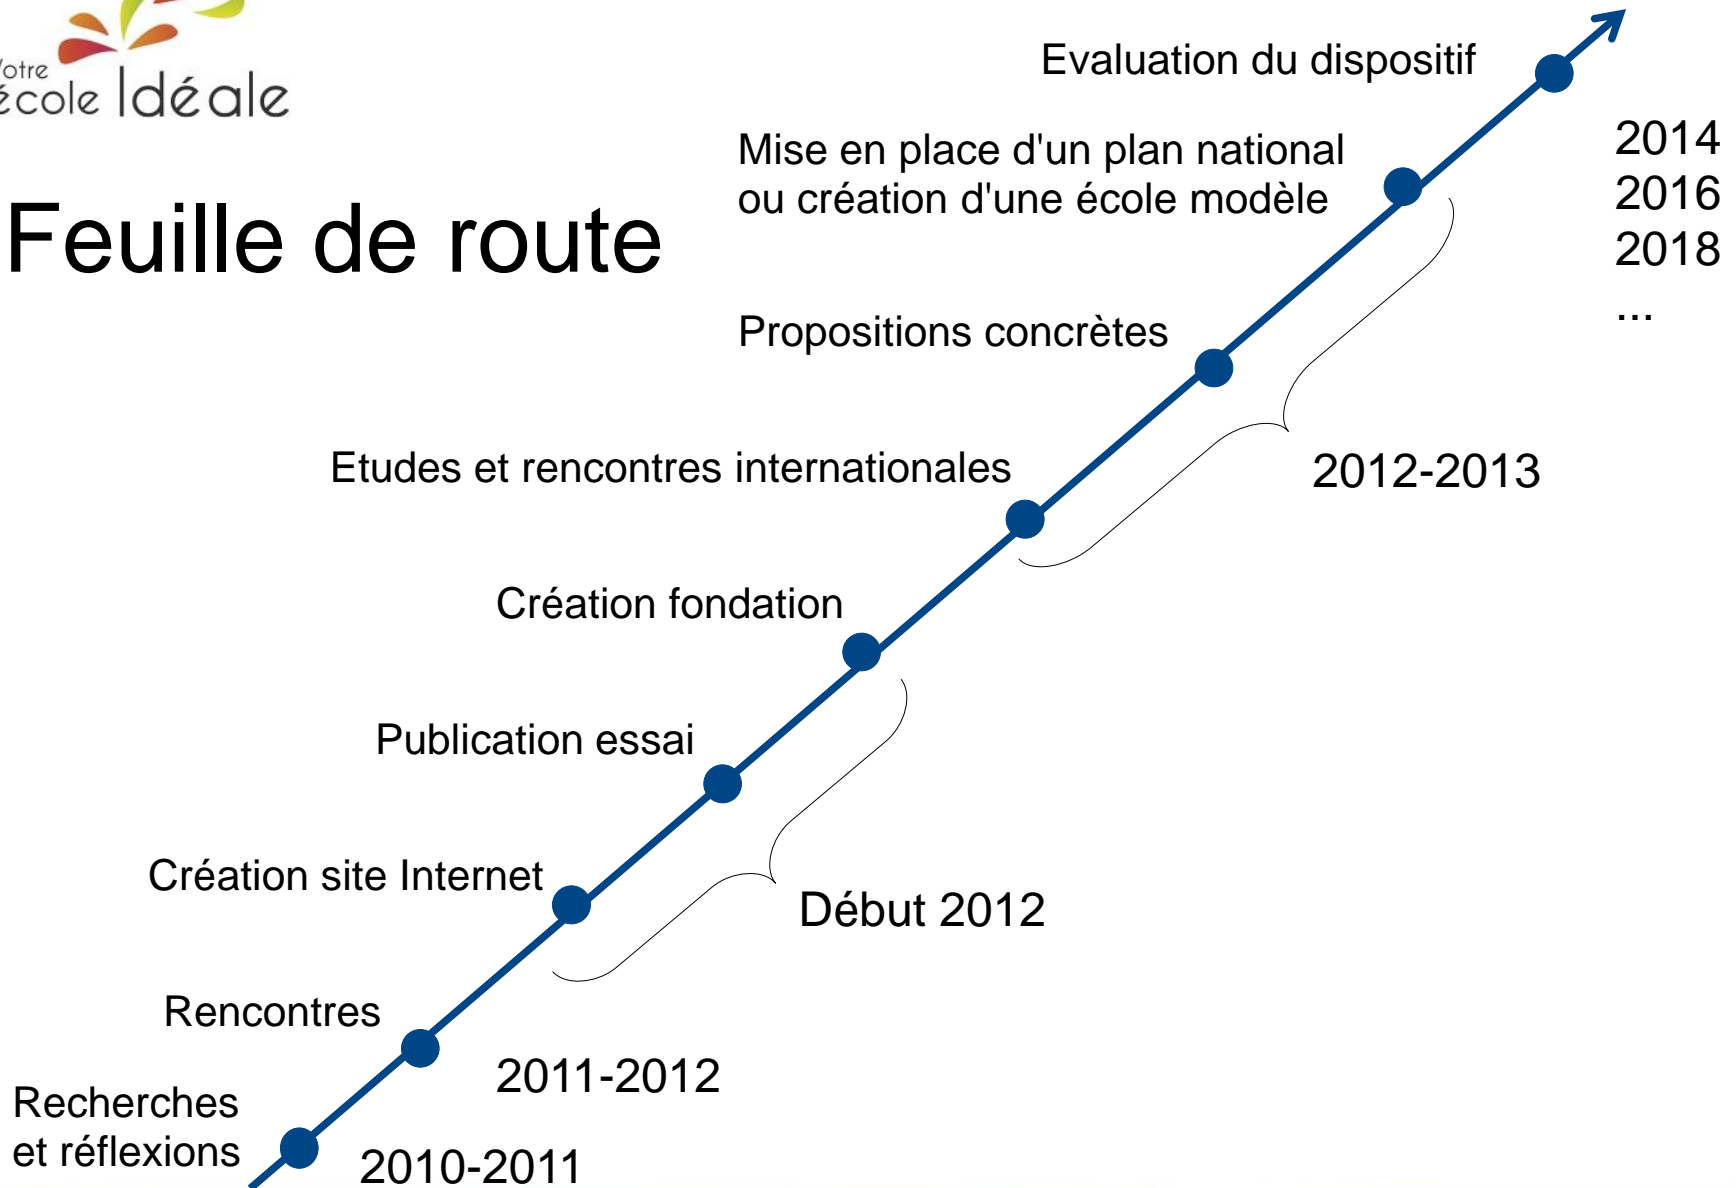 Votre
école Idéale
Feuille de route
Evaluation du dispositif
2014
2016
2018
...
Mise en place d'un plan national
ou création d'une école modèle
Propositions concrètes
2012-2013
Etudes et rencontres internationales
Création fondation
Publication essai
Création site Internet
Début 2012
Rencontres
2011-2012
Recherches
et réflexions
2010-2011